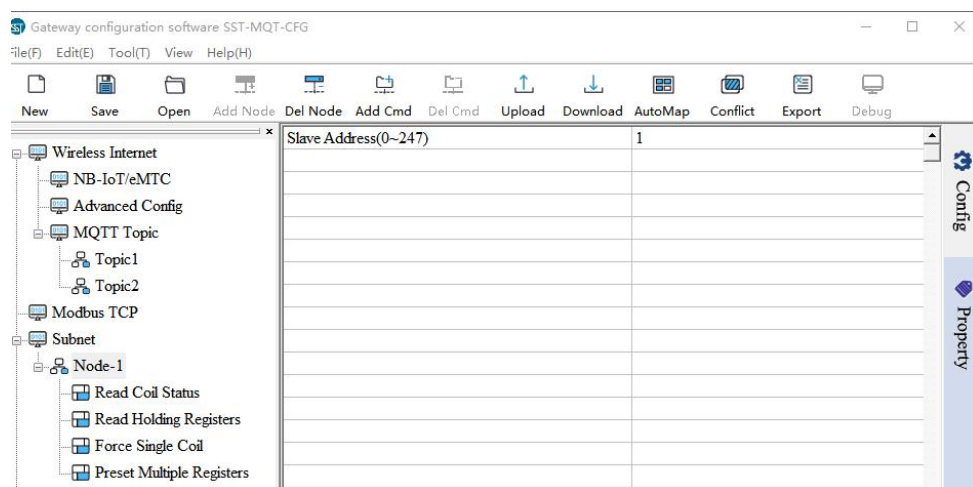 SST Gateway configuration software SST-MQT-CFG
File(F) Edit(E) Tool(T) View Help(H)
New Save Open Add Node Del Node Add Cmd Del Cmd Upload Download AutoMap Conflict Export Debug
Slave Address(0~247) 1
Wireless Internet
NB-IoT/eMTC
Advanced Config
MQTT Topic
Topic1
Topic2
Modbus TCP
Subnet
Node-1
Read Coil Status
Read Holding Registers
Force Single Coil
Preset Multiple Registers
Config
Property